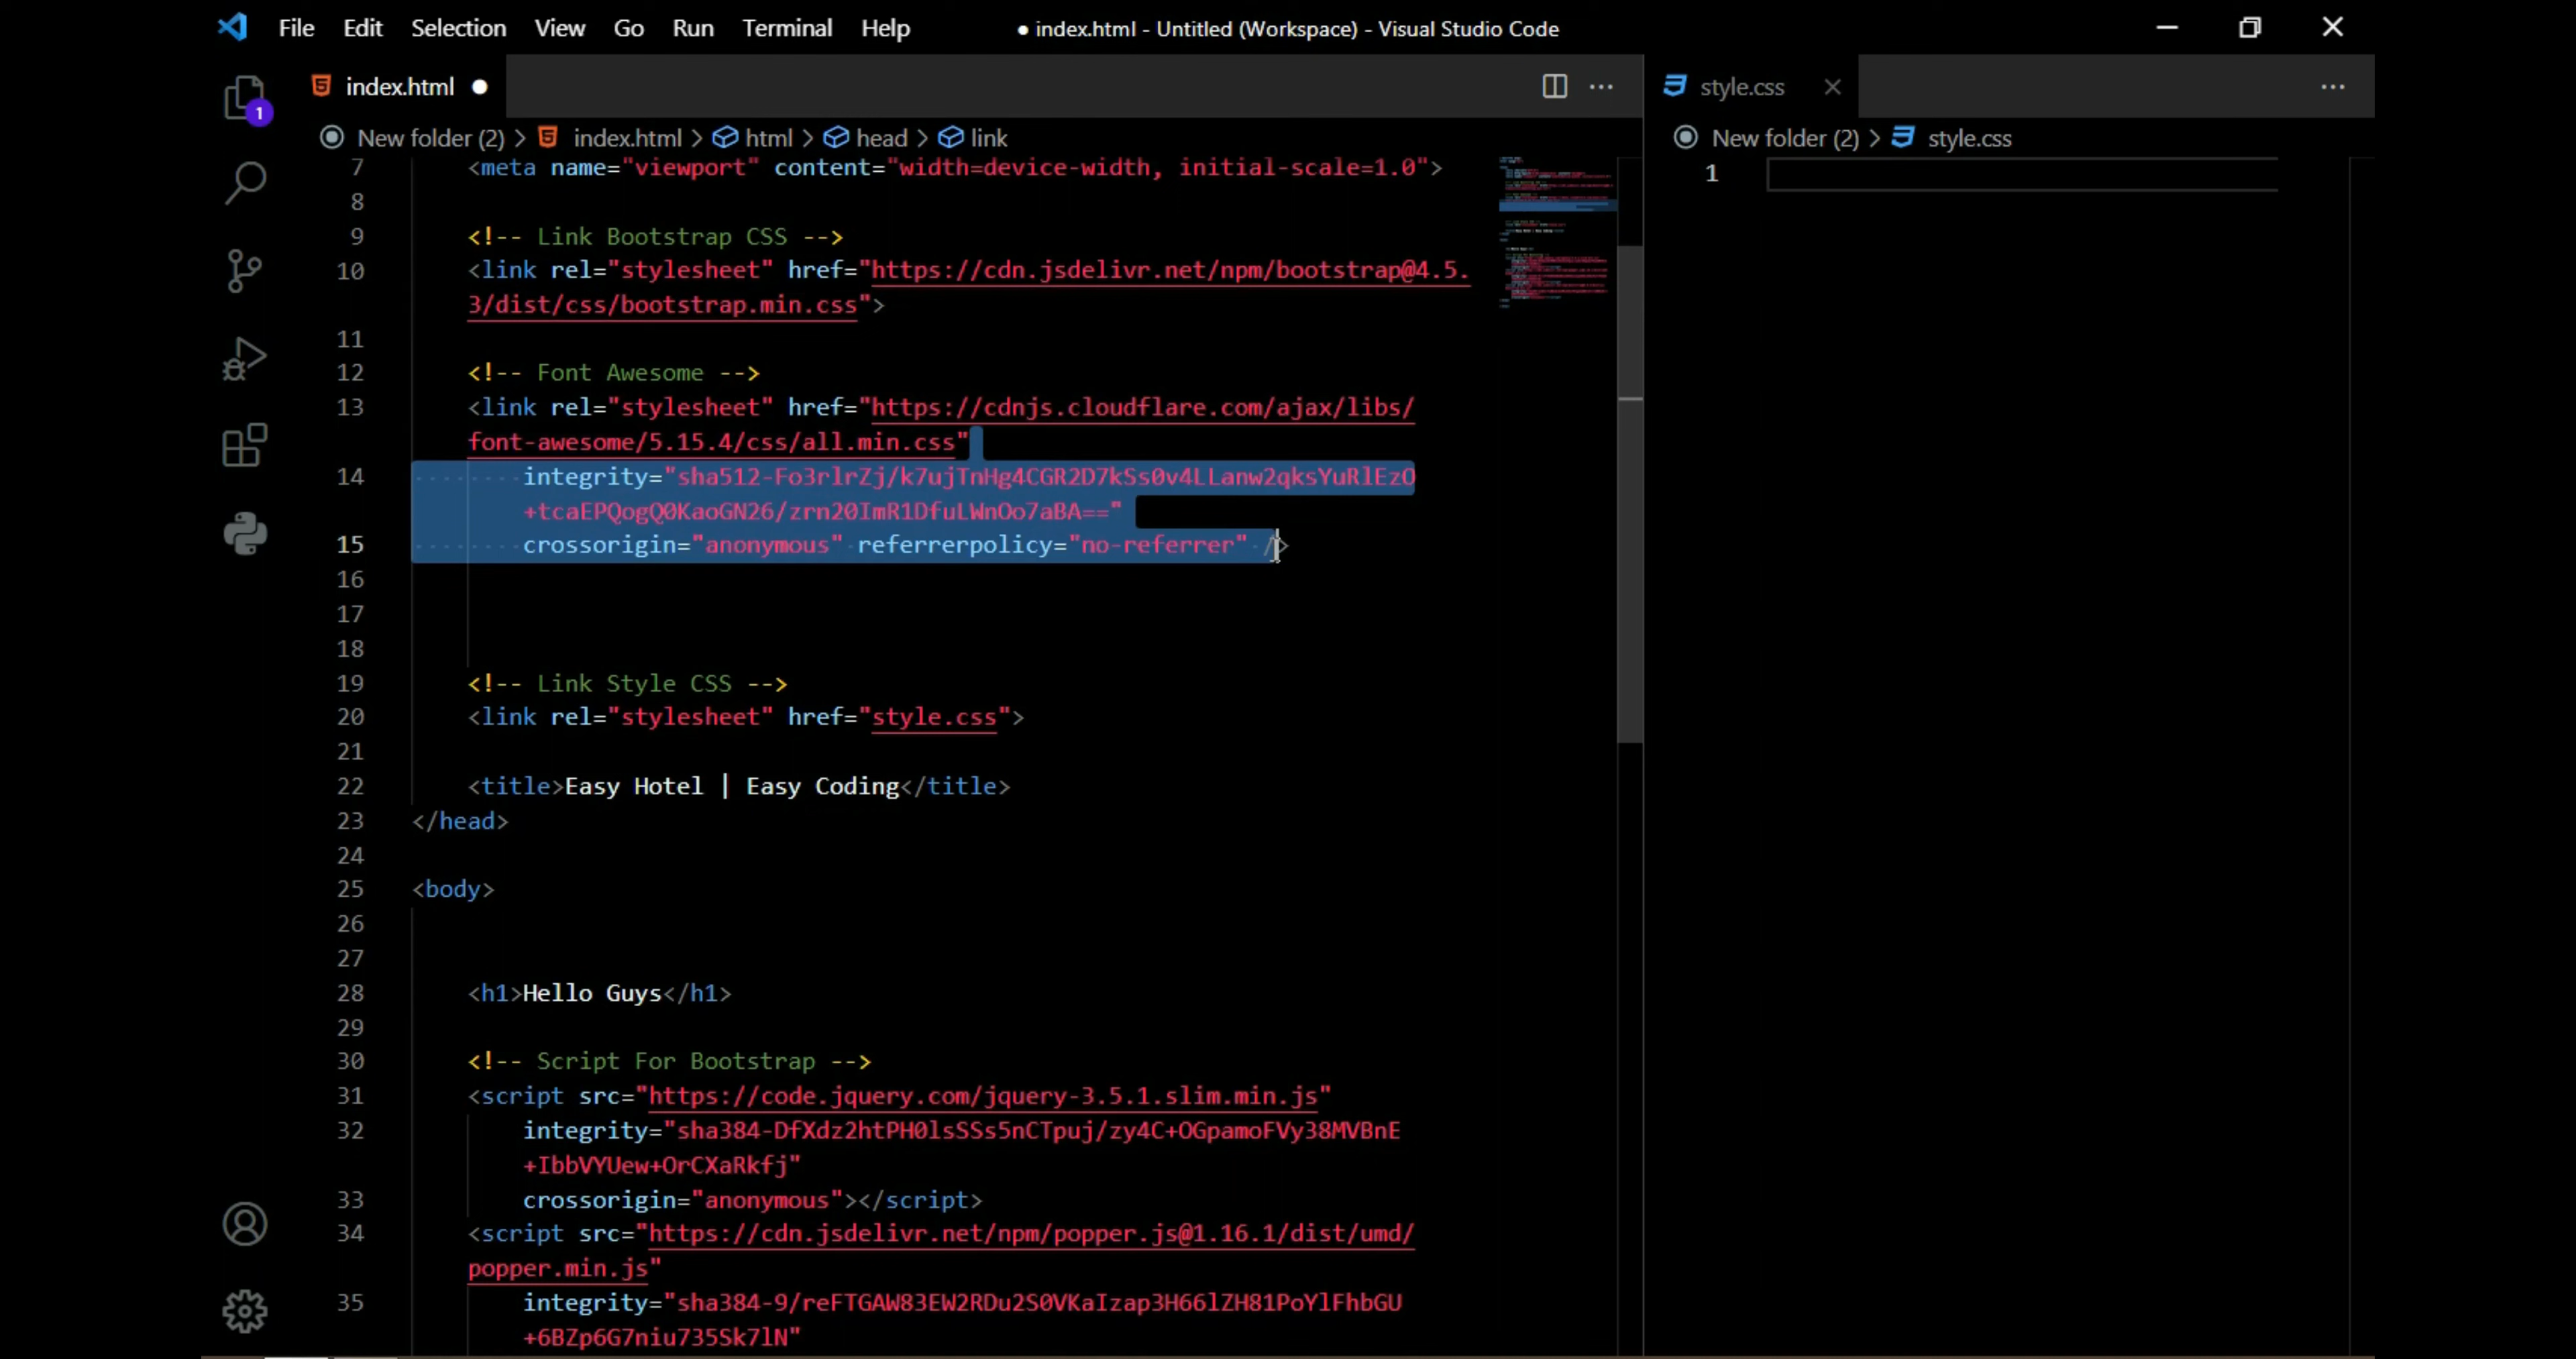 File Edit Selection View Go Run Terminal Help
● index.html - Untitled (Workspace) - Visual Studio Code
index.html ●
style.css
1
New folder (2) > index.html > html > head > link
New folder (2) > style.css
7 <meta name="viewport" content="width=device-width, initial-scale=1.0">
8
9 <!-- Link Bootstrap CSS -->
10 <link rel="stylesheet" href="https://cdn.jsdelivr.net/npm/bootstrap@4.5.
3/dist/css/bootstrap.min.css">
11
12 <!-- Font Awesome -->
13 <link rel="stylesheet" href="https://cdnjs.cloudflare.com/ajax/libs/
font-awesome/5.15.4/css/all.min.css"
14 integrity="sha512-Fo3rlrZj/k7ujTnHg4CGR2D7kSs0v4LLanw2qksYuRlEzO
+tcaEPQogQ0KaoGN26/zrn20ImR1DfuLWnOo7aBA=="
15 crossorigin="anonymous" referrerpolicy="no-referrer" />
16
17
18
19 <!-- Link Style CSS -->
20 <link rel="stylesheet" href="style.css">
21
22 <title>Easy Hotel | Easy Coding</title>
23 </head>
24
25 <body>
26
27
28 <h1>Hello Guys</h1>
29
30 <!-- Script For Bootstrap -->
31 <script src="https://code.jquery.com/jquery-3.5.1.slim.min.js"
32 integrity="sha384-DfXdz2htPH0lsSSs5nCTpuj/zy4C+OGpamoFVy38MVBnE
+IbbVYUew+OrCXaRkfj"
33 crossorigin="anonymous"></script>
34 <script src="https://cdn.jsdelivr.net/npm/popper.js@1.16.1/dist/umd/
popper.min.js"
35 integrity="sha384-9/reFTGAW83EW2RDu2S0VKaIzap3H66lZH81PoYlFhbGU
+6BZp6G7niu735Sk7lN"
1